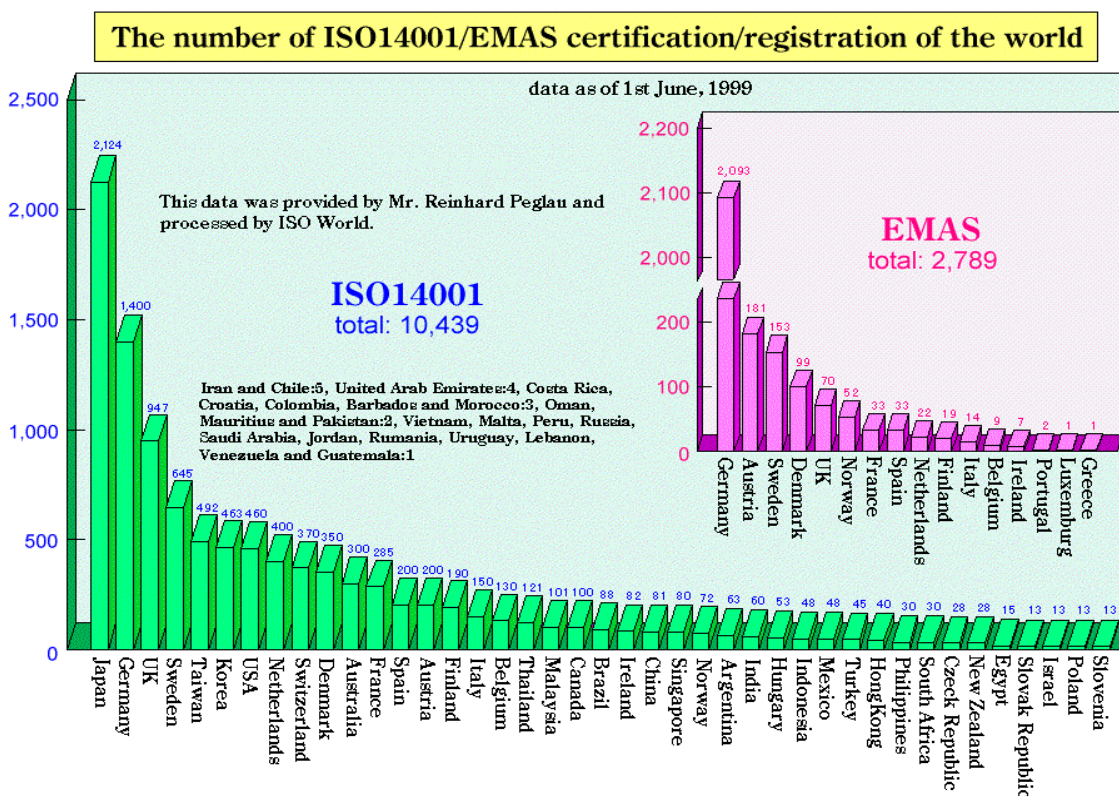 The number of ISO14001/EMAS certification/registration of the world
data as of 1st June, 1999
This data was provided by Mr. Reinhard Peglau and
processed by ISO World.
ISO14001
total: 10,439
Iran and Chile:5, United Arab Emirates:4, Costa Rica,
Croatia, Colombia, Barbados and Morocco:3, Oman,
Mauritius and Pakistan:2, Vietnam, Malta, Peru, Russia,
Saudi Arabia, Jordan, Rumania, Uruguay, Lebanon,
Venezuela and Guatemala:1
2,500
2,000
1,500
1,000
500
0
2,124
1,400
947
645
492
463
460
400
370
350
300
285
200
200
190
150
130
121
101
100
88
82
81
80
72
63
60
53
48
48
45
40
30
30
28
28
15
13
13
13
13
Japan
Germany
UK
Sweden
Taiwan
Korea
USA
Netherlands
Switzerland
Denmark
Australia
France
Spain
Austria
Finland
Italy
Belgium
Thailand
Malaysia
Canada
Brazil
Ireland
China
Singapore
Norway
Argentina
India
Hungary
Indonesia
Mexico
Turkey
HongKong
Philippines
South Africa
Czeck Republic
New Zealand
Egypt
Slovak Republic
Israel
Poland
Slovenia
EMAS
total: 2,789
2,200
2,100
2,000
200
100
0
2,093
181
153
99
70
52
33
33
22
19
14
9
7
2
1
1
Germany
Austria
Sweden
Denmark
UK
Norway
France
Spain
Netherlands
Finland
Italy
Belgium
Ireland
Portugal
Luxemburg
Greece